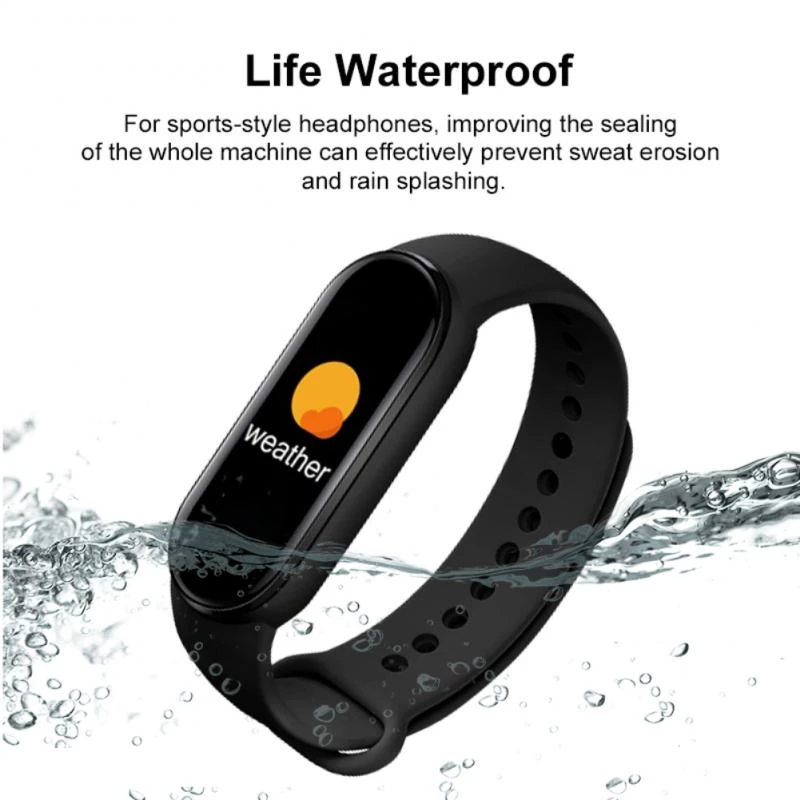 Life Waterproof
For sports-style headphones, improving the sealing
of the whole machine can effectively prevent sweat erosion
and rain splashing.
weather